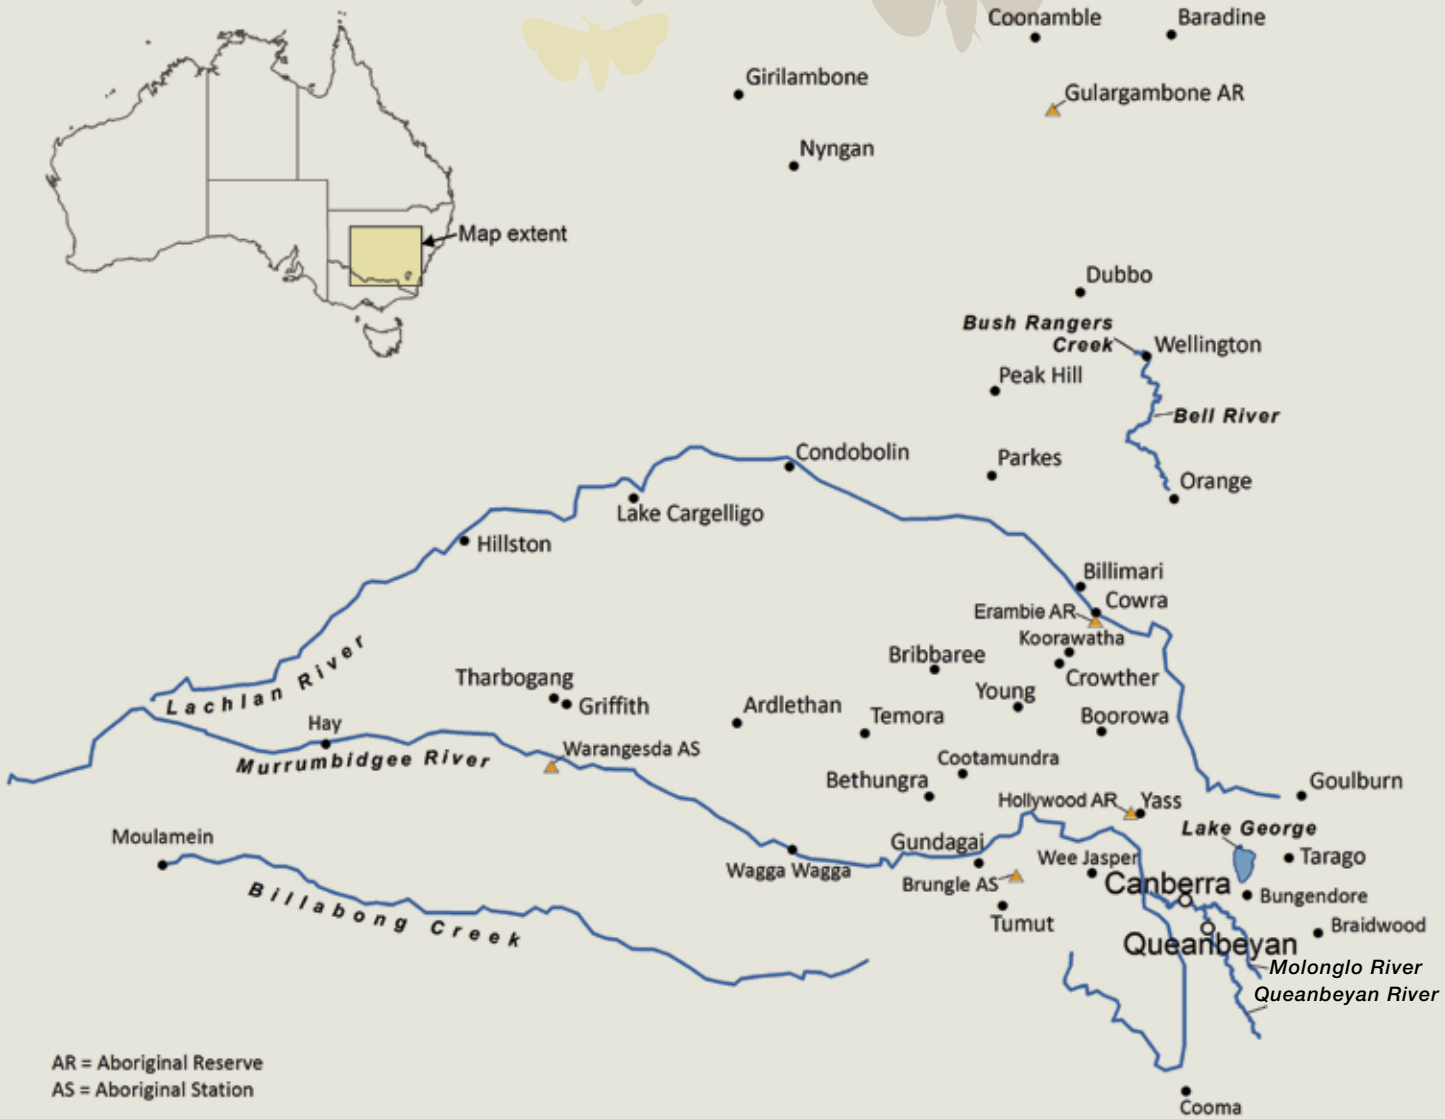 Coonamble
Baradine
Girilambone
Gulargambone AR
Nyngan
Map extent
Dubbo
Bush Rangers
Creek
Wellington
Peak Hill
Bell River
Condobolin
Parkes
Orange
Lake Cargelligo
Hillston
Billimari
Cowra
Erambie AR
Koorawatha
Bribbaree
Crowther
Lachlan River
Tharbogang
Griffith
Young
Ardlethan
Temora
Boorowa
Hay
Murrumbidgee River
Warangesda AS
Cootamundra
Bethungra
Goulburn
Hollywood AR
Yass
Lake George
Moulamein
Gundagai
Wee Jasper
Tarago
Wagga Wagga
Brungle AS
Canberra
Bungendore
Billabong Creek
Tumut
Braidwood
Queanbeyan
Molonglo River
Queanbeyan River
AR = Aboriginal Reserve
AS = Aboriginal Station
Cooma